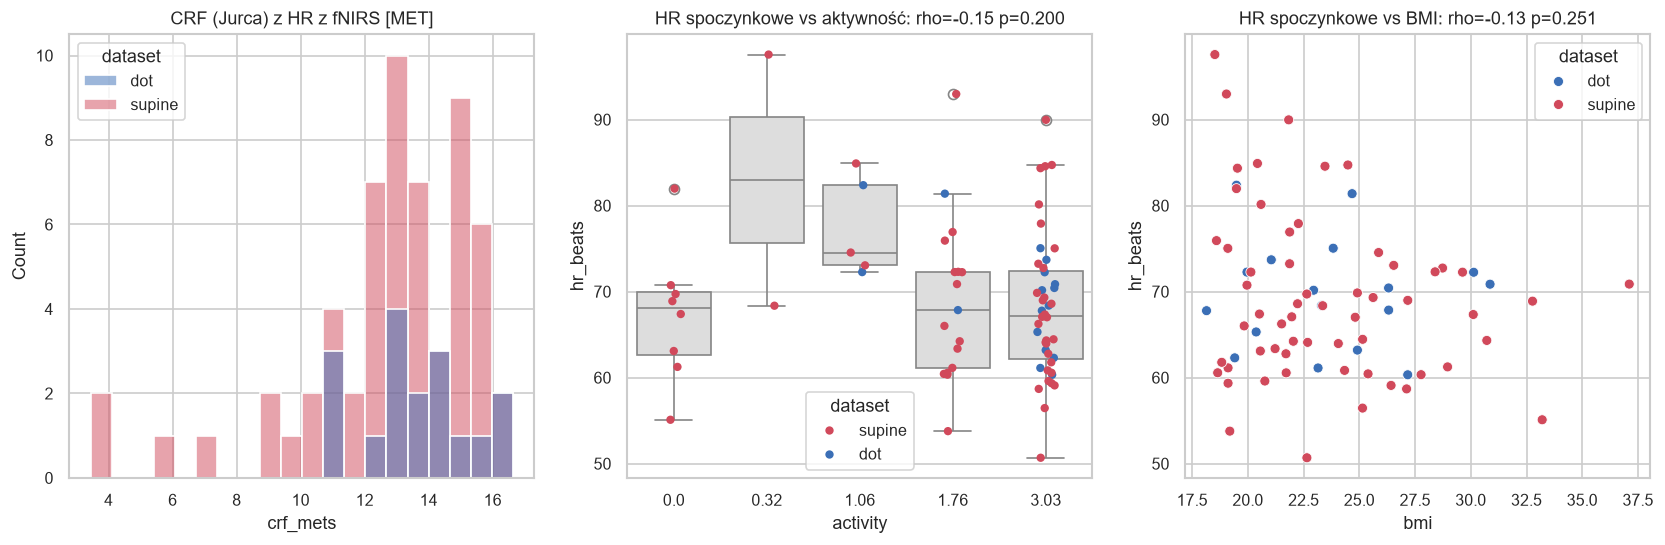 CRF (Jurca) z HR z fNIRS [MET]
dataset
dot
supine
Count
10
8
6
4
2
0
4
6
8
10
12
14
16
crf_mets
HR spoczynkowe vs aktywność: rho=-0.15 p=0.200
hr_beats
90
80
70
60
50
dataset
supine
dot
0.0
0.32
1.06
1.76
3.03
activity
HR spoczynkowe vs BMI: rho=-0.13 p=0.251
dataset
dot
supine
hr_beats
90
80
70
60
50
17.5
20.0
22.5
25.0
27.5
30.0
32.5
35.0
37.5
bmi